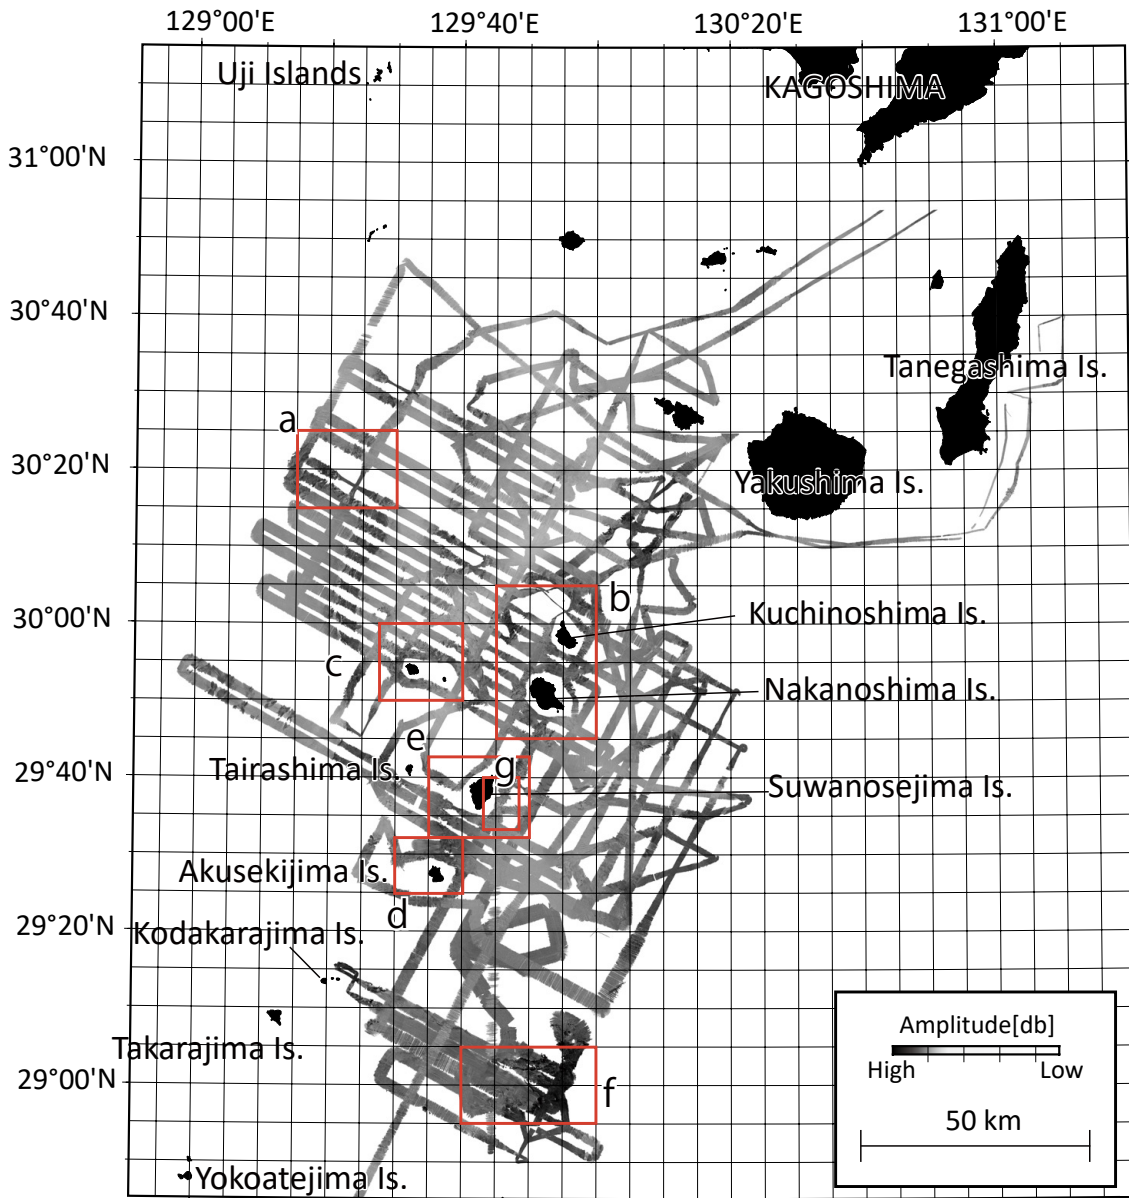 129°00'E 129°40'E 130°20'E 131°00'E
Uji Islands
KAGOSHIMA
31°00'N
30°40'N
Tanegashima Is.
a
30°20'N
Yakushima Is.
b
30°00'N
Kuchinoshima Is.
c
Nakanoshima Is.
e
g
29°40'N
Tairashima Is.
Suwanosejima Is.
Akusekijima Is.
d
29°20'N
Kodakarajima Is.
Takarajima Is.
29°00'N
f
Yokoatejima Is.
Amplitude[db]
High Low
50 km